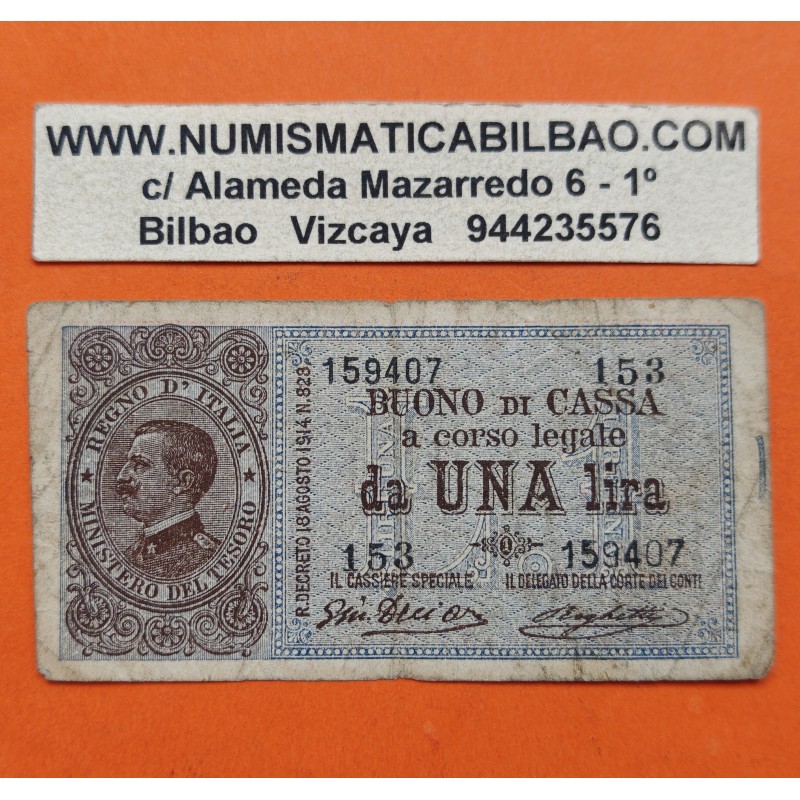 WWW.NUMISMATICABILBAO.COM
c/ Alameda Mazarredo 6 - 1º
Bilbao Vizcaya 944235576
REGNO D'ITALIA
MINISTERO DEL TESORO
R. DECRETO 18 AGOSTO 1914 N. 828
159407 153
BUONO DI CASSA
a corso legale
da UNA lira
153 159407
IL CASSIERE SPECIALE IL DELEGATO DELLA CORTE DEI CONTI